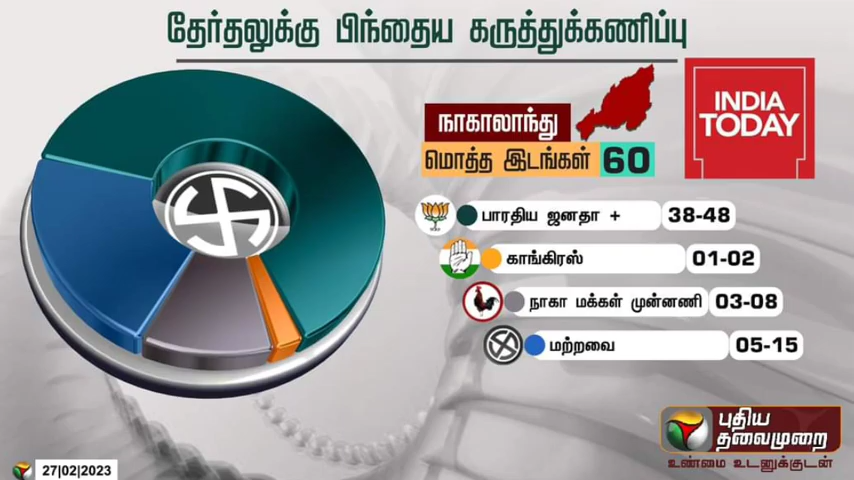 தேர்தலுக்கு பிந்தைய கருத்துக்கணிப்பு
நாகாலாந்து
மொத்த இடங்கள் 60
INDIA
TODAY
பாரதிய ஜனதா + 38-48
காங்கிரஸ் 01-02
நாகா மக்கள் முன்னணி 03-08
மற்றவை 05-15
புதிய
தலைமுறை
உண்மை உடனுக்குடன்
27|02|2023